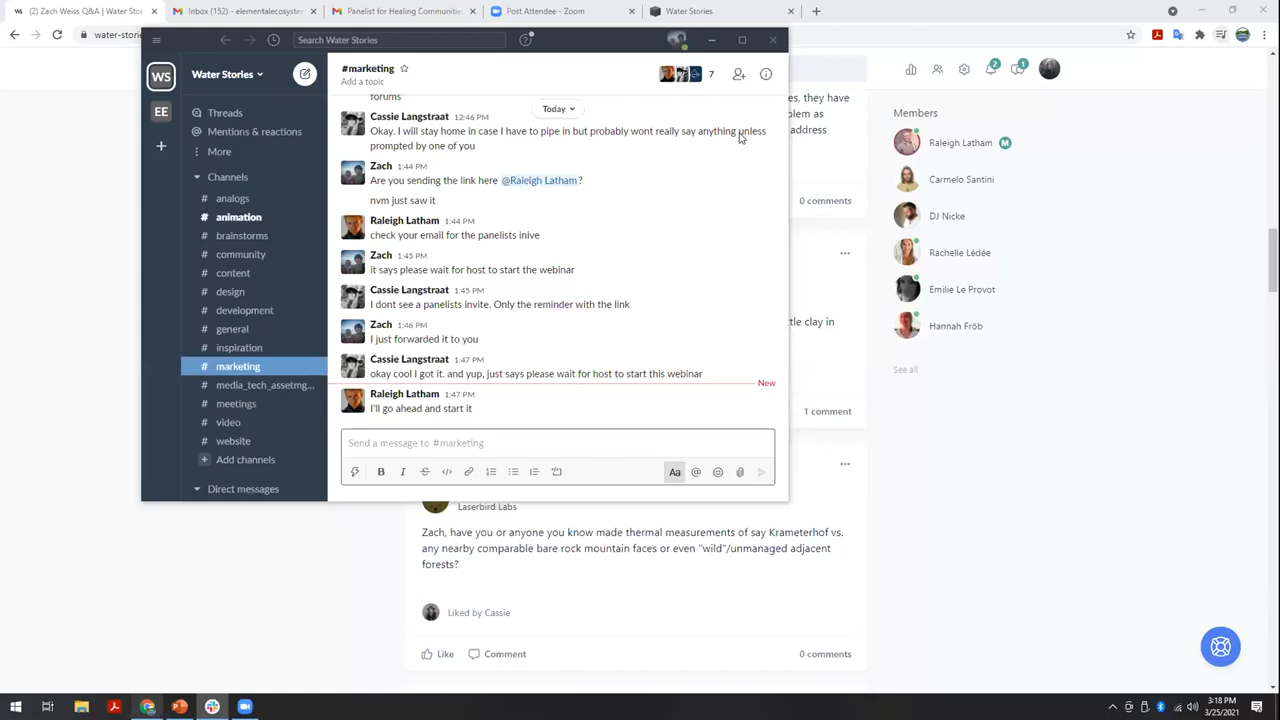 (2) Zach Weiss Q&A | Water Stor
Inbox (152) - elementalecosystem
Panelist for Healing Communities
Post Attendee - Zoom
Water Stories
water-stori
Search Water Stories
WS
EE
Water Stories
Threads
Mentions & reactions
More
Channels
# analogs
# animation
# brainstorms
# community
# content
# design
# development
# general
# inspiration
# marketing
# media_tech_assetmg...
# meetings
# video
# website
+ Add channels
Direct messages
#marketing
Add a topic
7
forums
Today
Cassie Langstraat 12:46 PM
Okay. I will stay home in case I have to pipe in but probably wont really say anything unless
prompted by one of you
Zach 1:44 PM
Are you sending the link here @Raleigh Latham?
nvm just saw it
Raleigh Latham 1:44 PM
check your email for the panelists inive
Zach 1:45 PM
it says please wait for host to start the webinar
Cassie Langstraat 1:45 PM
I dont see a panelists invite. Only the reminder with the link
Zach 1:46 PM
I just forwarded it to you
Cassie Langstraat 1:47 PM
okay cool I got it. and yup, just says please wait for host to start this webinar
New
Raleigh Latham 1:47 PM
I'll go ahead and start it
Send a message to #marketing
Aa
2
1
es, they have
blem as
address
0 comments
tle clay in
1 comment
Laserbird Labs
Zach, have you or anyone you know made thermal measurements of say Krameterhof vs.
any nearby comparable bare rock mountain faces or even "wild"/unmanaged adjacent
forests?
Liked by Cassie
Like
Comment
0 comments
Members
Raleigh Latham M
Carmelo Santini
DJ Nicke
Rachelle Lédée
Emilie Le Provot
Hannah Fröb
See all
3:18 PM
3/25/2021